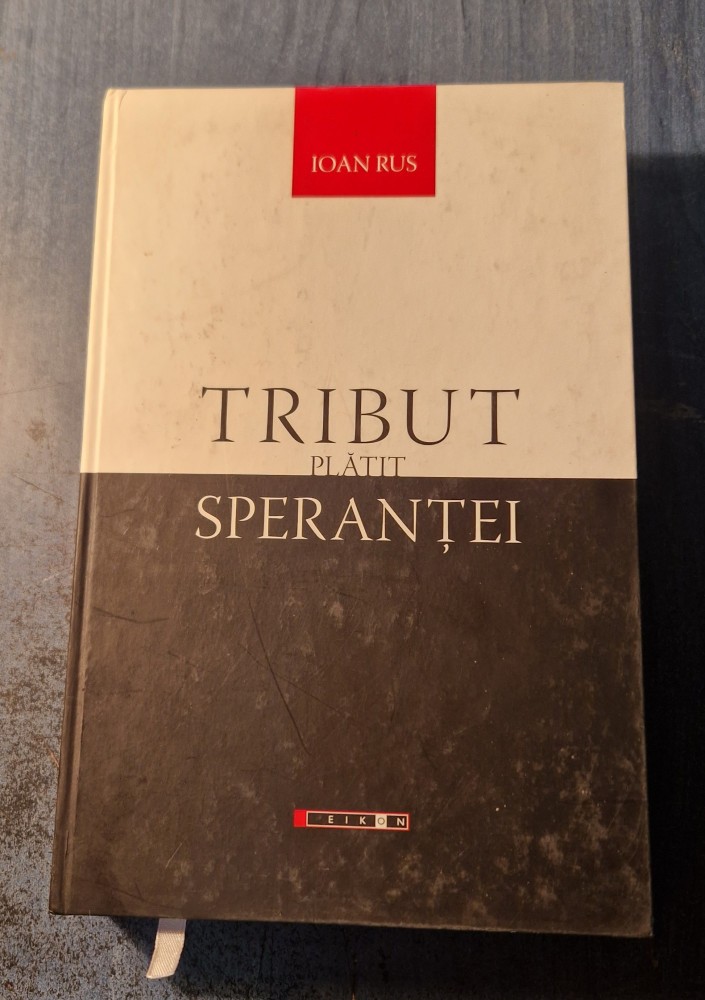 IOAN RUS
TRIBUT
PLĂTIT
SPERANȚEI
EIKON